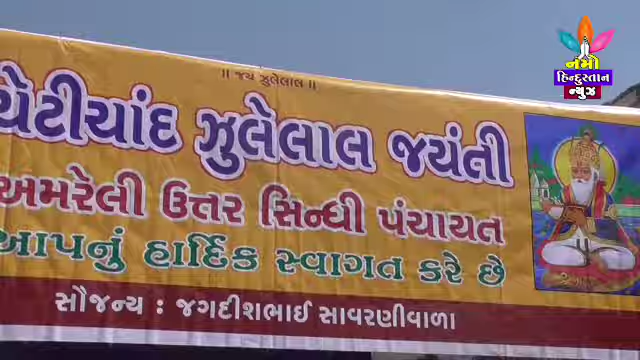 નમો
હિન્દુસ્તાન
ન્યુઝ
॥ જય ઝુલેલાલ ॥
ચેટીચાંદ ઝુલેલાલ જયંતી
અમરેલી ઉત્તર સિન્ધી પંચાયત
આપનું હાર્દિક સ્વાગત કરે છે
સૌજન્ય : જગદીશભાઈ સાવરણીવાળા